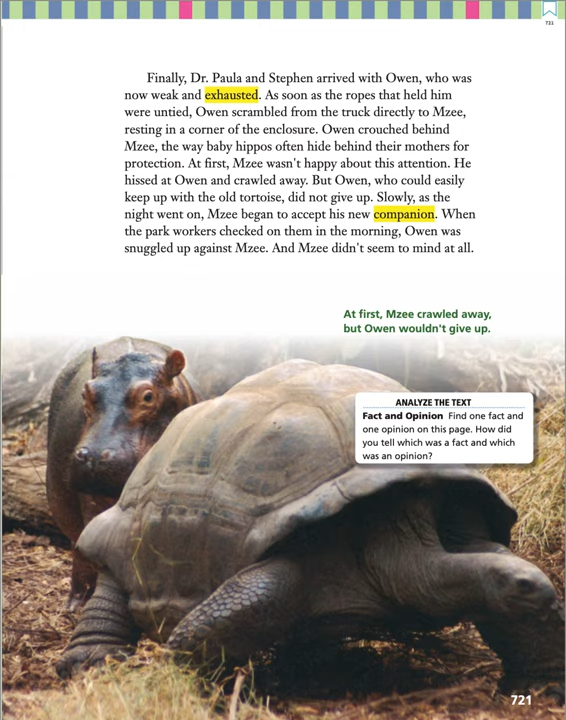 721
Finally, Dr. Paula and Stephen arrived with Owen, who was
now weak and exhausted. As soon as the ropes that held him
were untied, Owen scrambled from the truck directly to Mzee,
resting in a corner of the enclosure. Owen crouched behind
Mzee, the way baby hippos often hide behind their mothers for
protection. At first, Mzee wasn't happy about this attention. He
hissed at Owen and crawled away. But Owen, who could easily
keep up with the old tortoise, did not give up. Slowly, as the
night went on, Mzee began to accept his new companion. When
the park workers checked on them in the morning, Owen was
snuggled up against Mzee. And Mzee didn't seem to mind at all.
At first, Mzee crawled away,
but Owen wouldn't give up.
ANALYZE THE TEXT
Fact and Opinion Find one fact and
one opinion on this page. How did
you tell which was a fact and which
was an opinion?
721